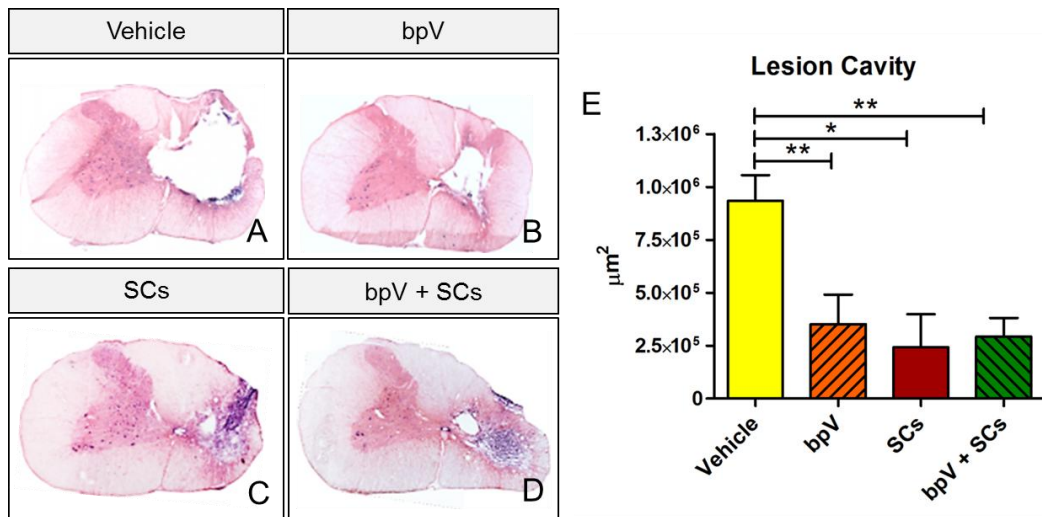 Vehicle
bpV
A
B
SCs
bpV + SCs
C
D
E
Lesion Cavity
**
*
**
1.3×10⁶
1.0×10⁶
7.5×10⁵
5.0×10⁵
2.5×10⁵
0
μm²
Vehicle
bpV
SCs
bpV + SCs